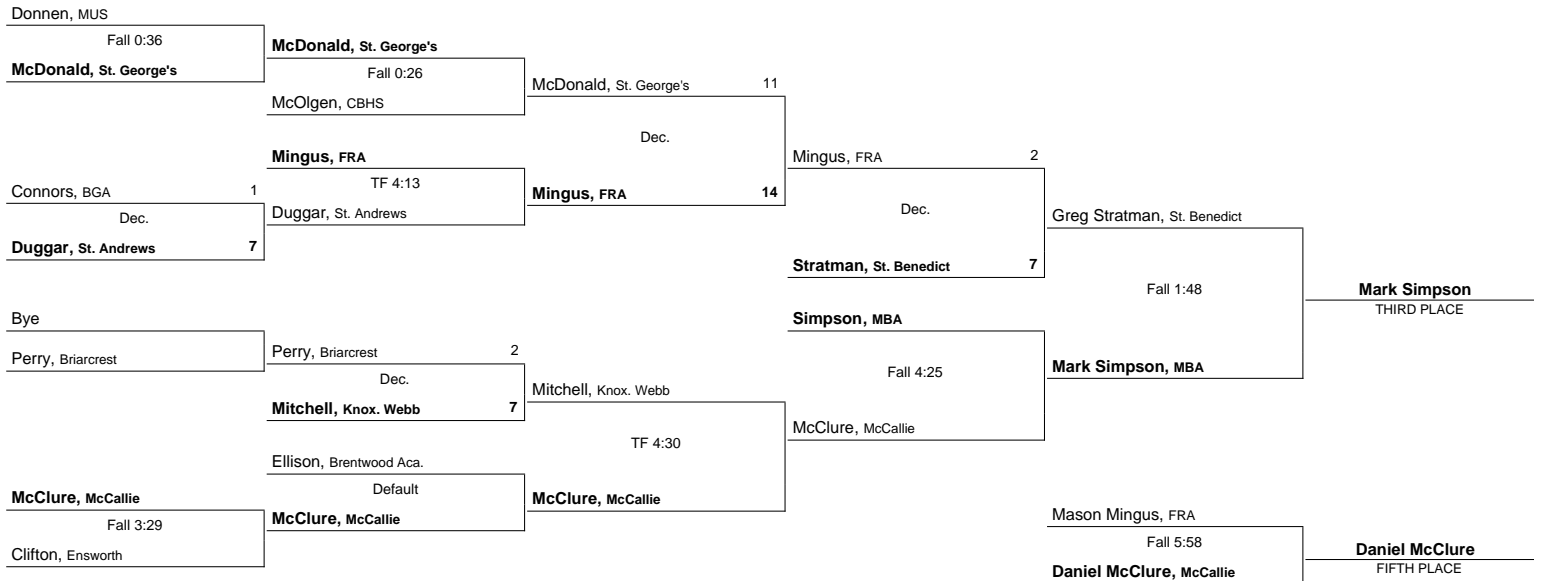 Donnen, MUS
Fall 0:36
McDonald, St. George's
McDonald, St. George's
Fall 0:26
McOlgen, CBHS
McDonald, St. George's 11
Dec.
Mingus, FRA 14
Mingus, FRA
TF 4:13
Duggar, St. Andrews
Connors, BGA 1
Dec.
Duggar, St. Andrews 7
Mingus, FRA 2
Dec.
Stratman, St. Benedict 7
Greg Stratman, St. Benedict
Fall 1:48
Mark Simpson, MBA
Mark Simpson
THIRD PLACE
Bye
Perry, Briarcrest
Perry, Briarcrest 2
Dec.
Mitchell, Knox. Webb 7
Mitchell, Knox. Webb
TF 4:30
McClure, McCallie
Simpson, MBA
Fall 4:25
McClure, McCallie
Ellison, Brentwood Aca.
Default
McClure, McCallie
McClure, McCallie
Fall 3:29
Clifton, Ensworth
Mason Mingus, FRA
Fall 5:58
Daniel McClure, McCallie
Daniel McClure
FIFTH PLACE